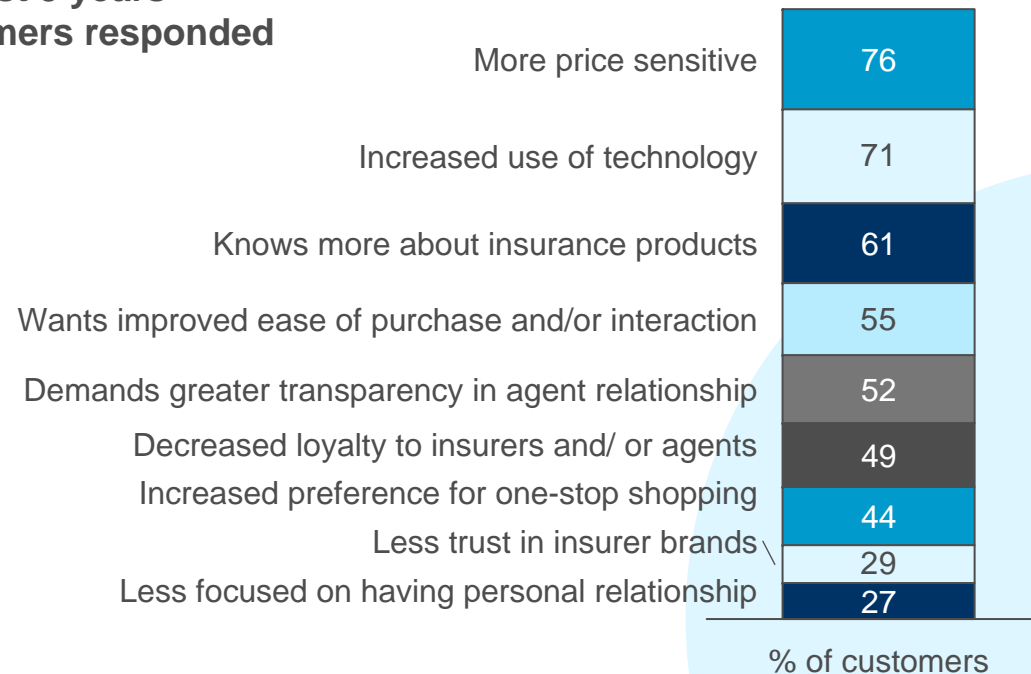 years
responded
More price sensitive 76
Increased use of technology 71
Knows more about insurance products 61
Wants improved ease of purchase and/or interaction 55
Demands greater transparency in agent relationship 52
Decreased loyalty to insurers and/ or agents 49
Increased preference for one-stop shopping 44
Less trust in insurer brands 29
Less focused on having personal relationship 27
% of customers